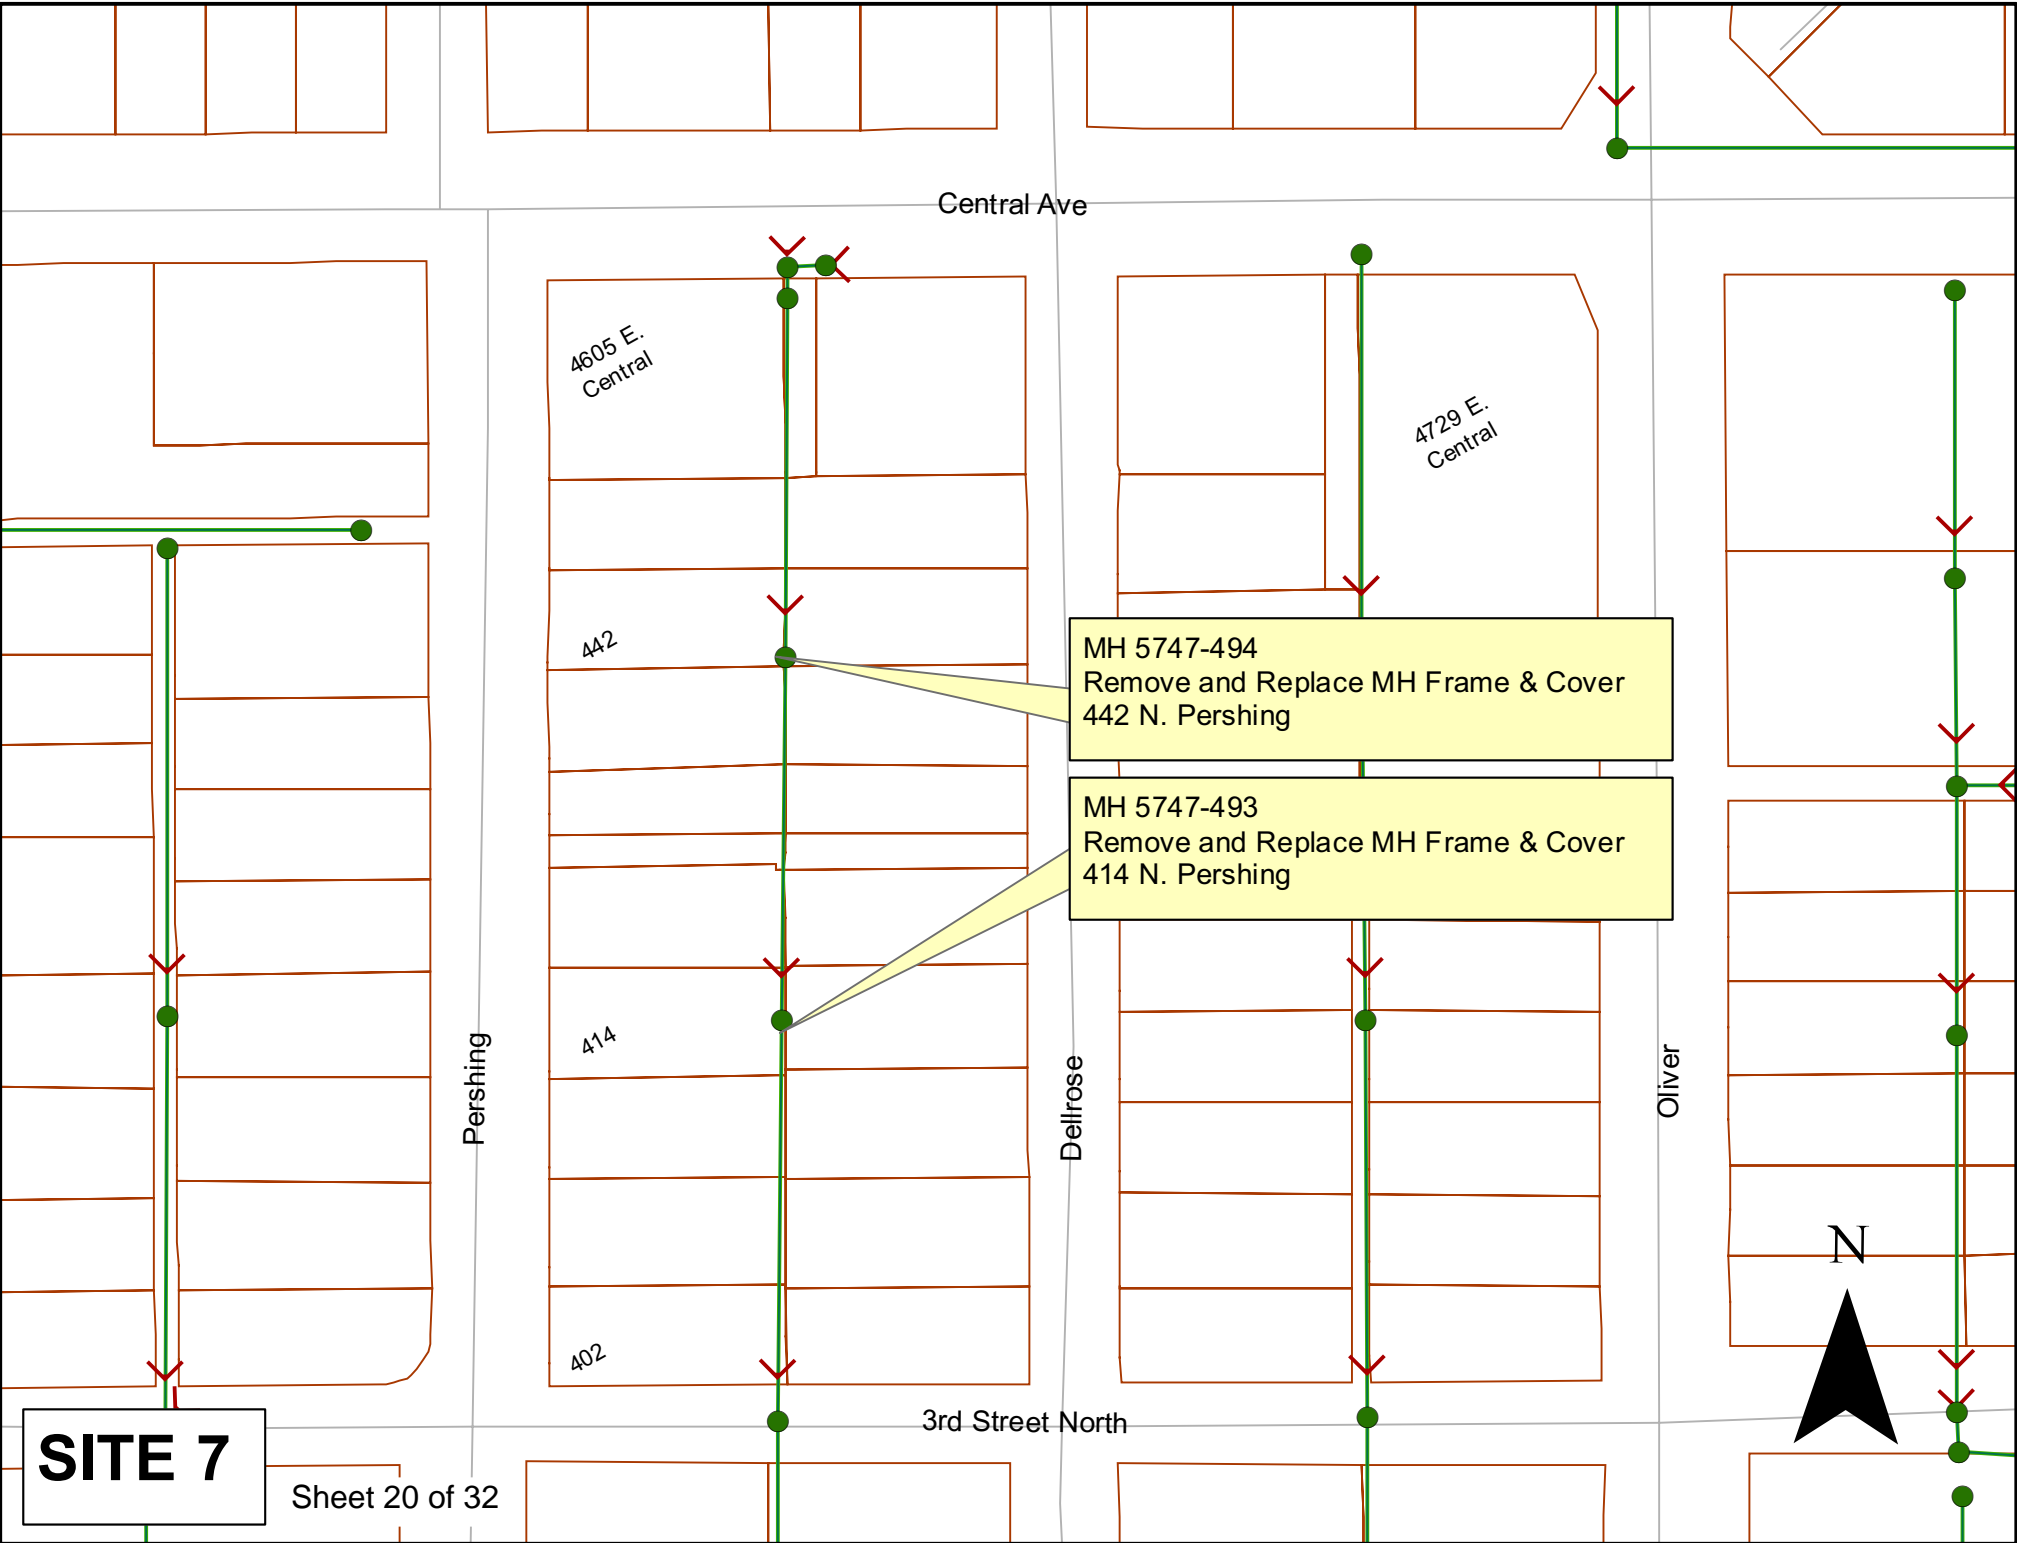 Central Ave
4605 E.
Central
4729 E.
Central
442
MH 5747-494
Remove and Replace MH Frame & Cover
442 N. Pershing
MH 5747-493
Remove and Replace MH Frame & Cover
414 N. Pershing
414
Pershing
Dellrose
Oliver
N
402
3rd Street North
SITE 7
Sheet 20 of 32